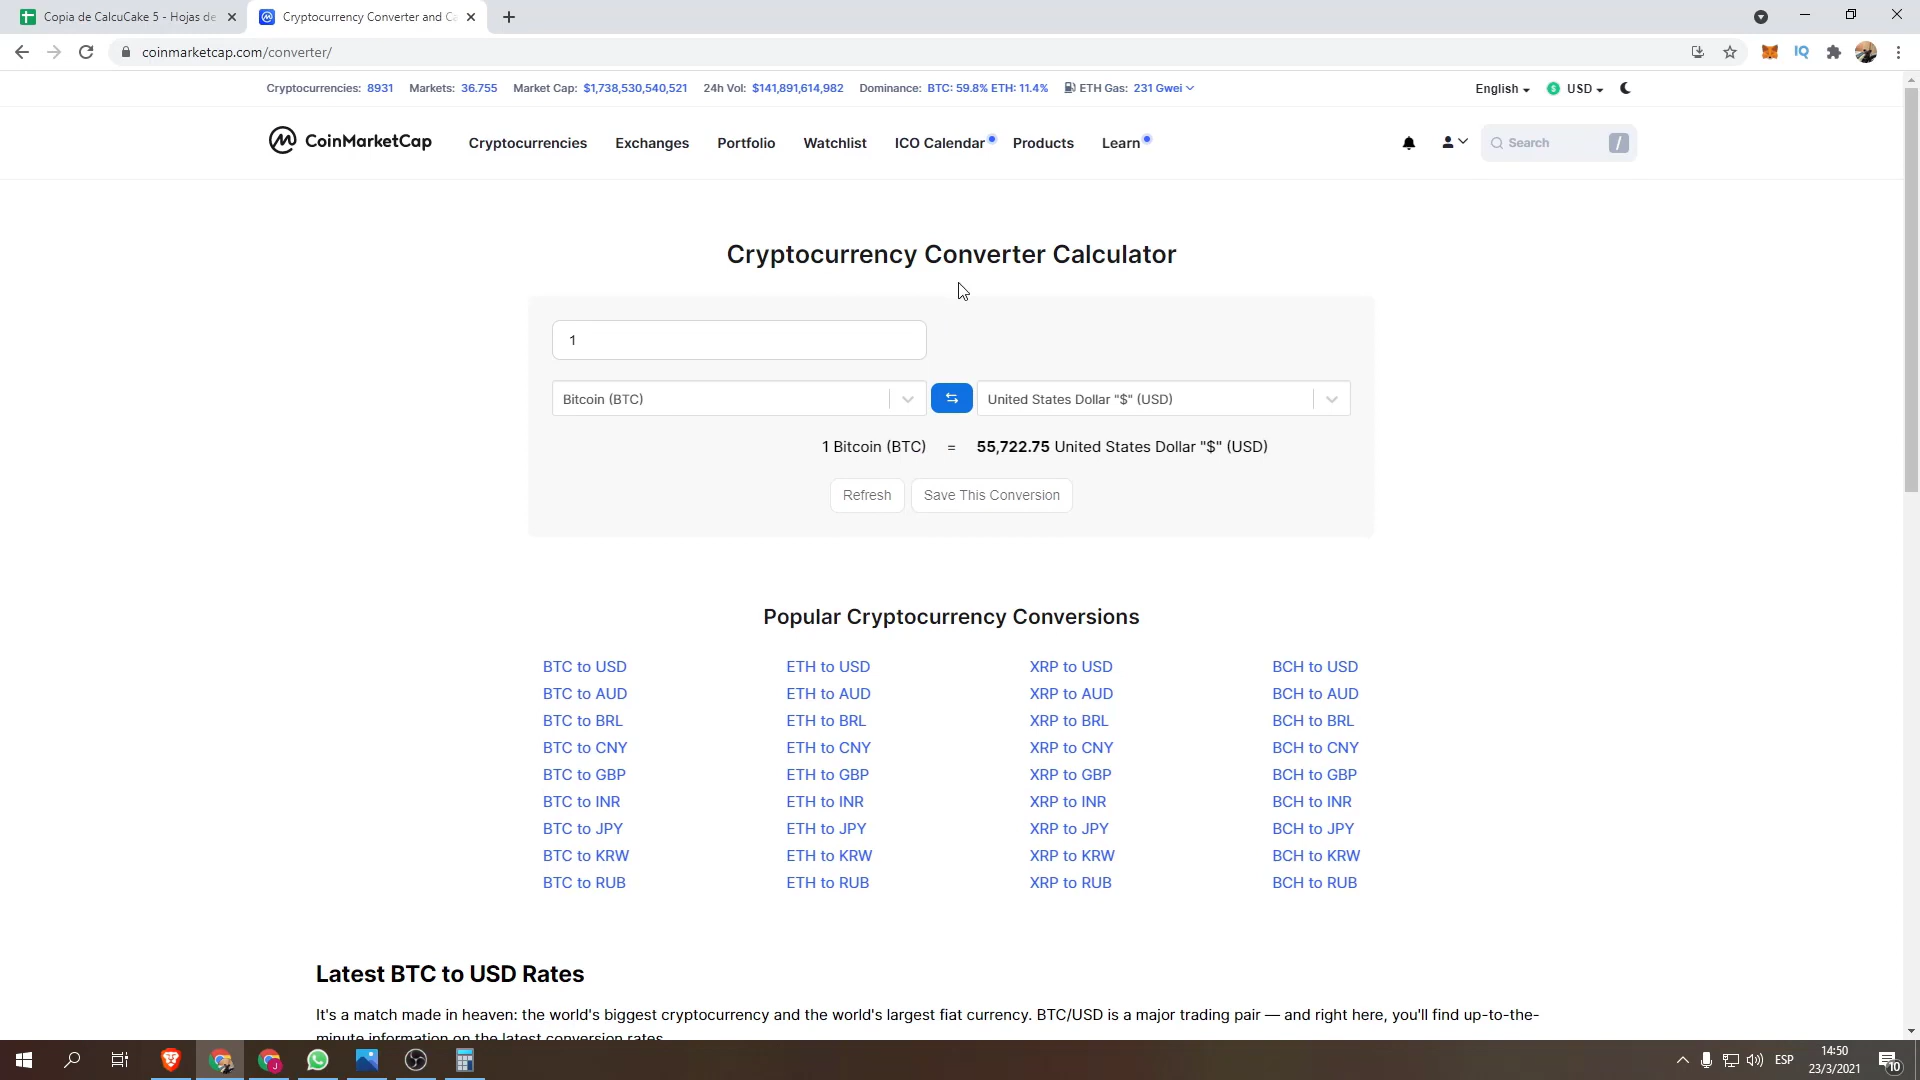 Copia de CalcuCake 5 - Hojas de
Cryptocurrency Converter and Ca
coinmarketcap.com/converter/
IQ
Cryptocurrencies: 8931 Markets: 36.755 Market Cap: $1,738,530,540,521 24h Vol: $141,891,614,982 Dominance: BTC: 59.8% ETH: 11.4% ETH Gas: 231 Gwei
English
USD
CoinMarketCap
Cryptocurrencies Exchanges Portfolio Watchlist ICO Calendar Products Learn
Search /
Cryptocurrency Converter Calculator
1
Bitcoin (BTC)
United States Dollar "$" (USD)
1 Bitcoin (BTC) = 55,722.75 United States Dollar "$" (USD)
Refresh
Save This Conversion
Popular Cryptocurrency Conversions
BTC to USD ETH to USD XRP to USD BCH to USD
BTC to AUD ETH to AUD XRP to AUD BCH to AUD
BTC to BRL ETH to BRL XRP to BRL BCH to BRL
BTC to CNY ETH to CNY XRP to CNY BCH to CNY
BTC to GBP ETH to GBP XRP to GBP BCH to GBP
BTC to INR ETH to INR XRP to INR BCH to INR
BTC to JPY ETH to JPY XRP to JPY BCH to JPY
BTC to KRW ETH to KRW XRP to KRW BCH to KRW
BTC to RUB ETH to RUB XRP to RUB BCH to RUB
Latest BTC to USD Rates
It's a match made in heaven: the world's biggest cryptocurrency and the world's largest fiat currency. BTC/USD is a major trading pair — and right here, you'll find up-to-the-
minute information on the latest conversion rates.
J
ESP
14:50
23/3/2021
10